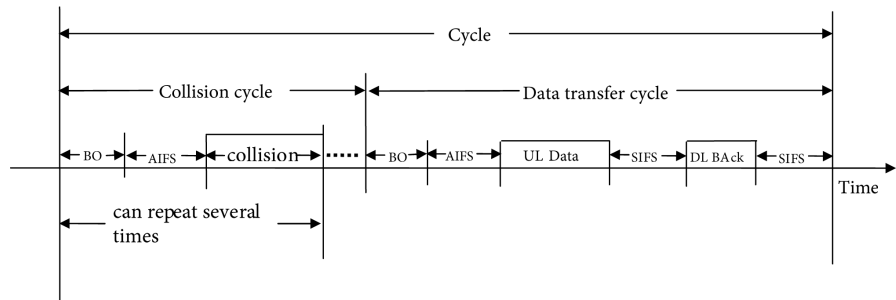 Cycle
Collision cycle
Data transfer cycle
BO
AIFS
collision
BO
AIFS
UL Data
SIFS
DL BAck
SIFS
Time
can repeat several
times